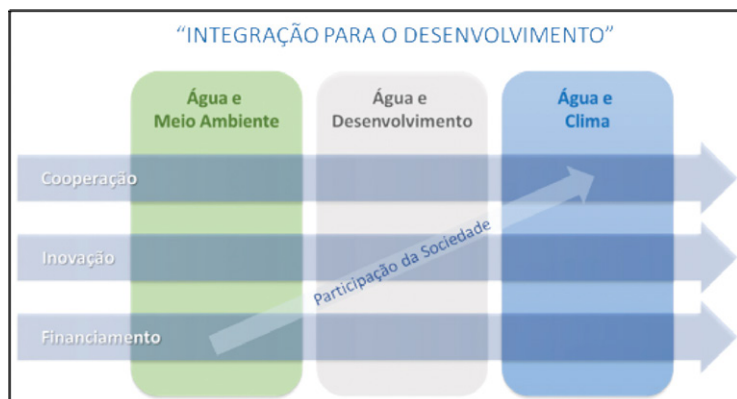 “INTEGRAÇÃO PARA O DESENVOLVIMENTO”
Água e
Meio Ambiente
Água e
Desenvolvimento
Água e
Clima
Cooperação
Inovação
Participação da Sociedade
Financiamento